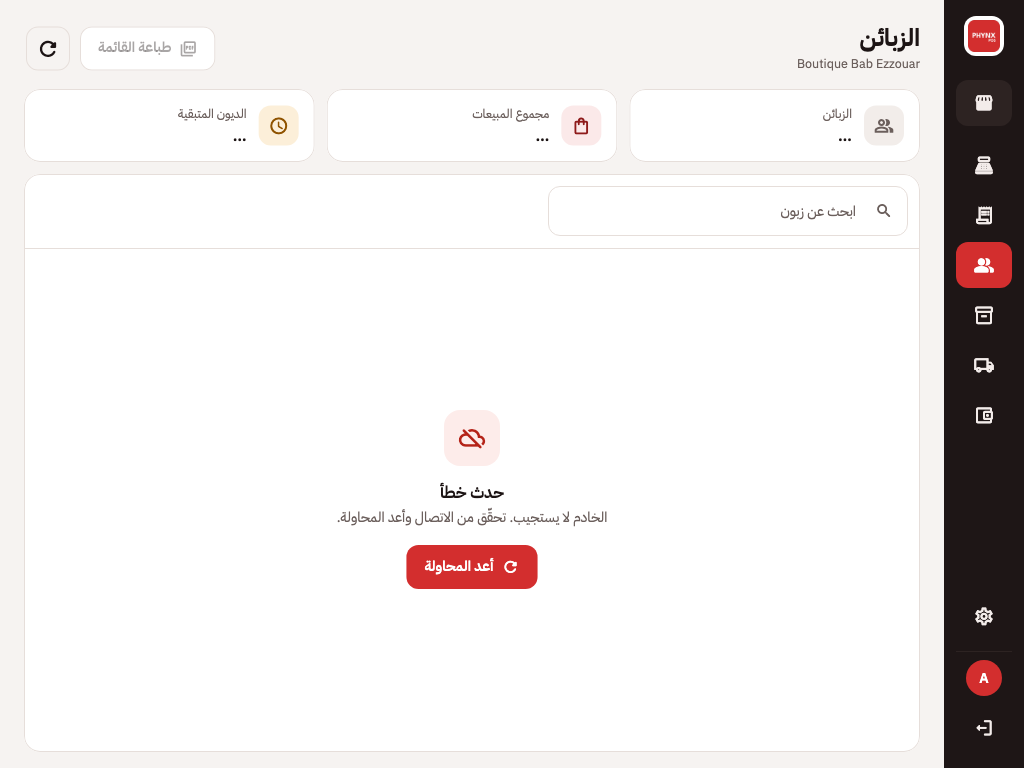 PHYNX
الزبائن
Boutique Bab Ezzouar
طباعة القائمة
الزبائن
...
مجموع المبيعات
...
الديون المتبقية
...
ابحث عن زبون
حدث خطأ
الخادم لا يستجيب. تحقّق من الاتصال وأعد المحاولة.
أعد المحاولة
A